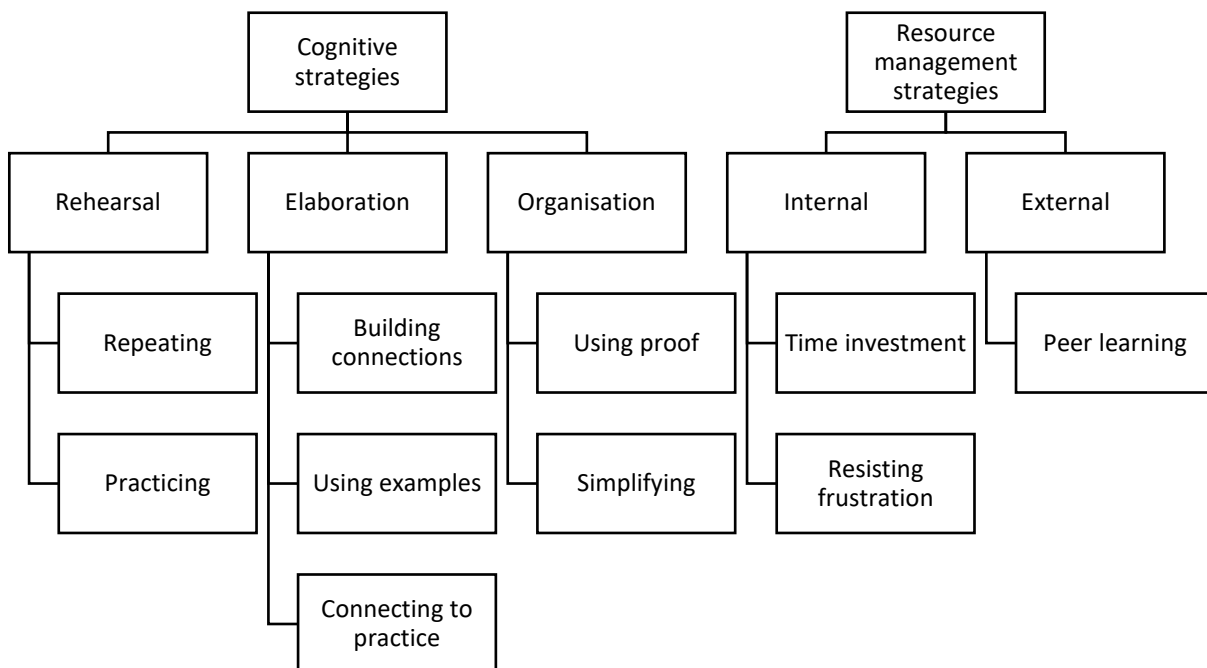 Cognitive
strategies
Resource
management
strategies
Rehearsal
Elaboration
Organisation
Internal
External
Repeating
Building
connections
Using proof
Time investment
Peer learning
Practicing
Using examples
Simplifying
Resisting
frustration
Connecting to
practice